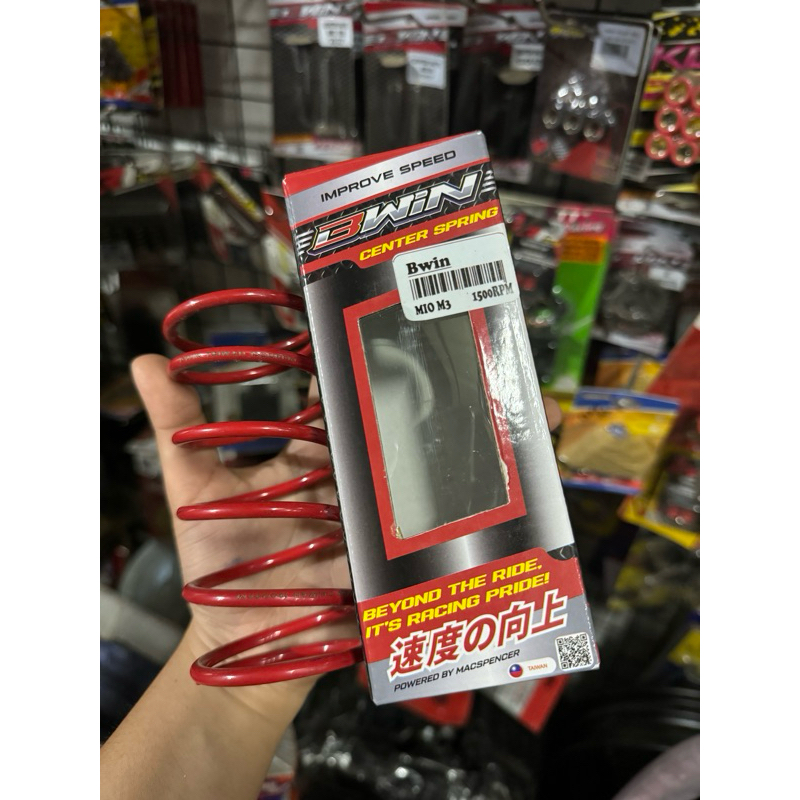 IMPROVE SPEED
BWiN
CENTER SPRING
Bwin
MIO M3 1500RPM
BEYOND THE RIDE,
IT'S RACING PRIDE!
速度の向上
POWERED BY MACSPENCER
TAIWAN